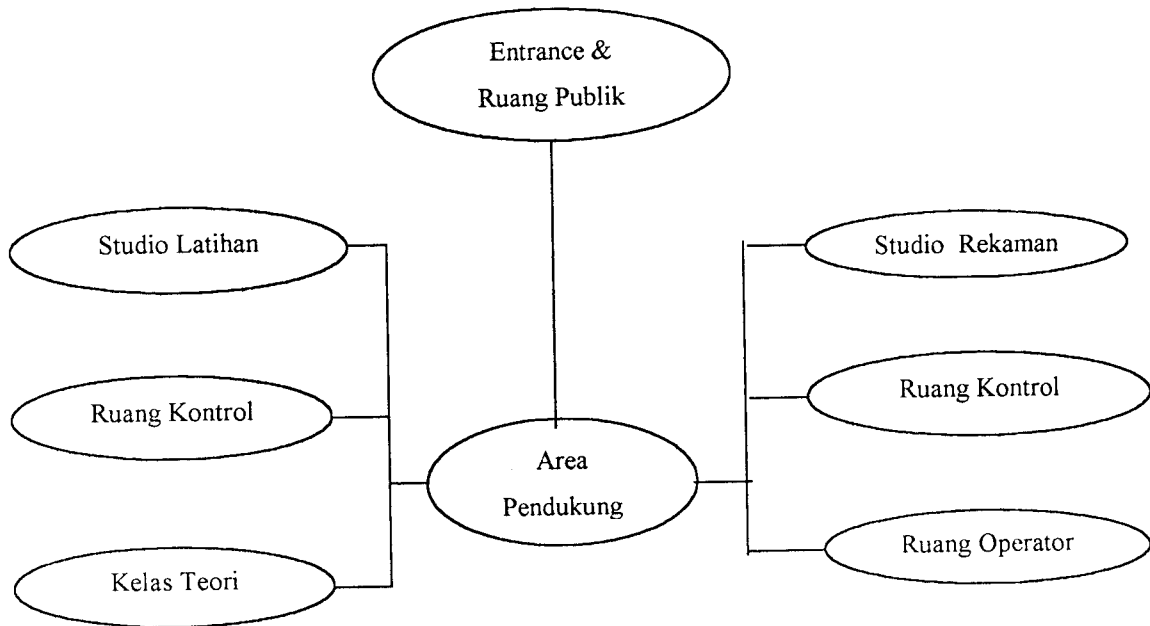 Entrance &
Ruang Publik
Studio Latihan
Studio Rekaman
Ruang Kontrol
Ruang Kontrol
Area
Pendukung
Kelas Teori
Ruang Operator